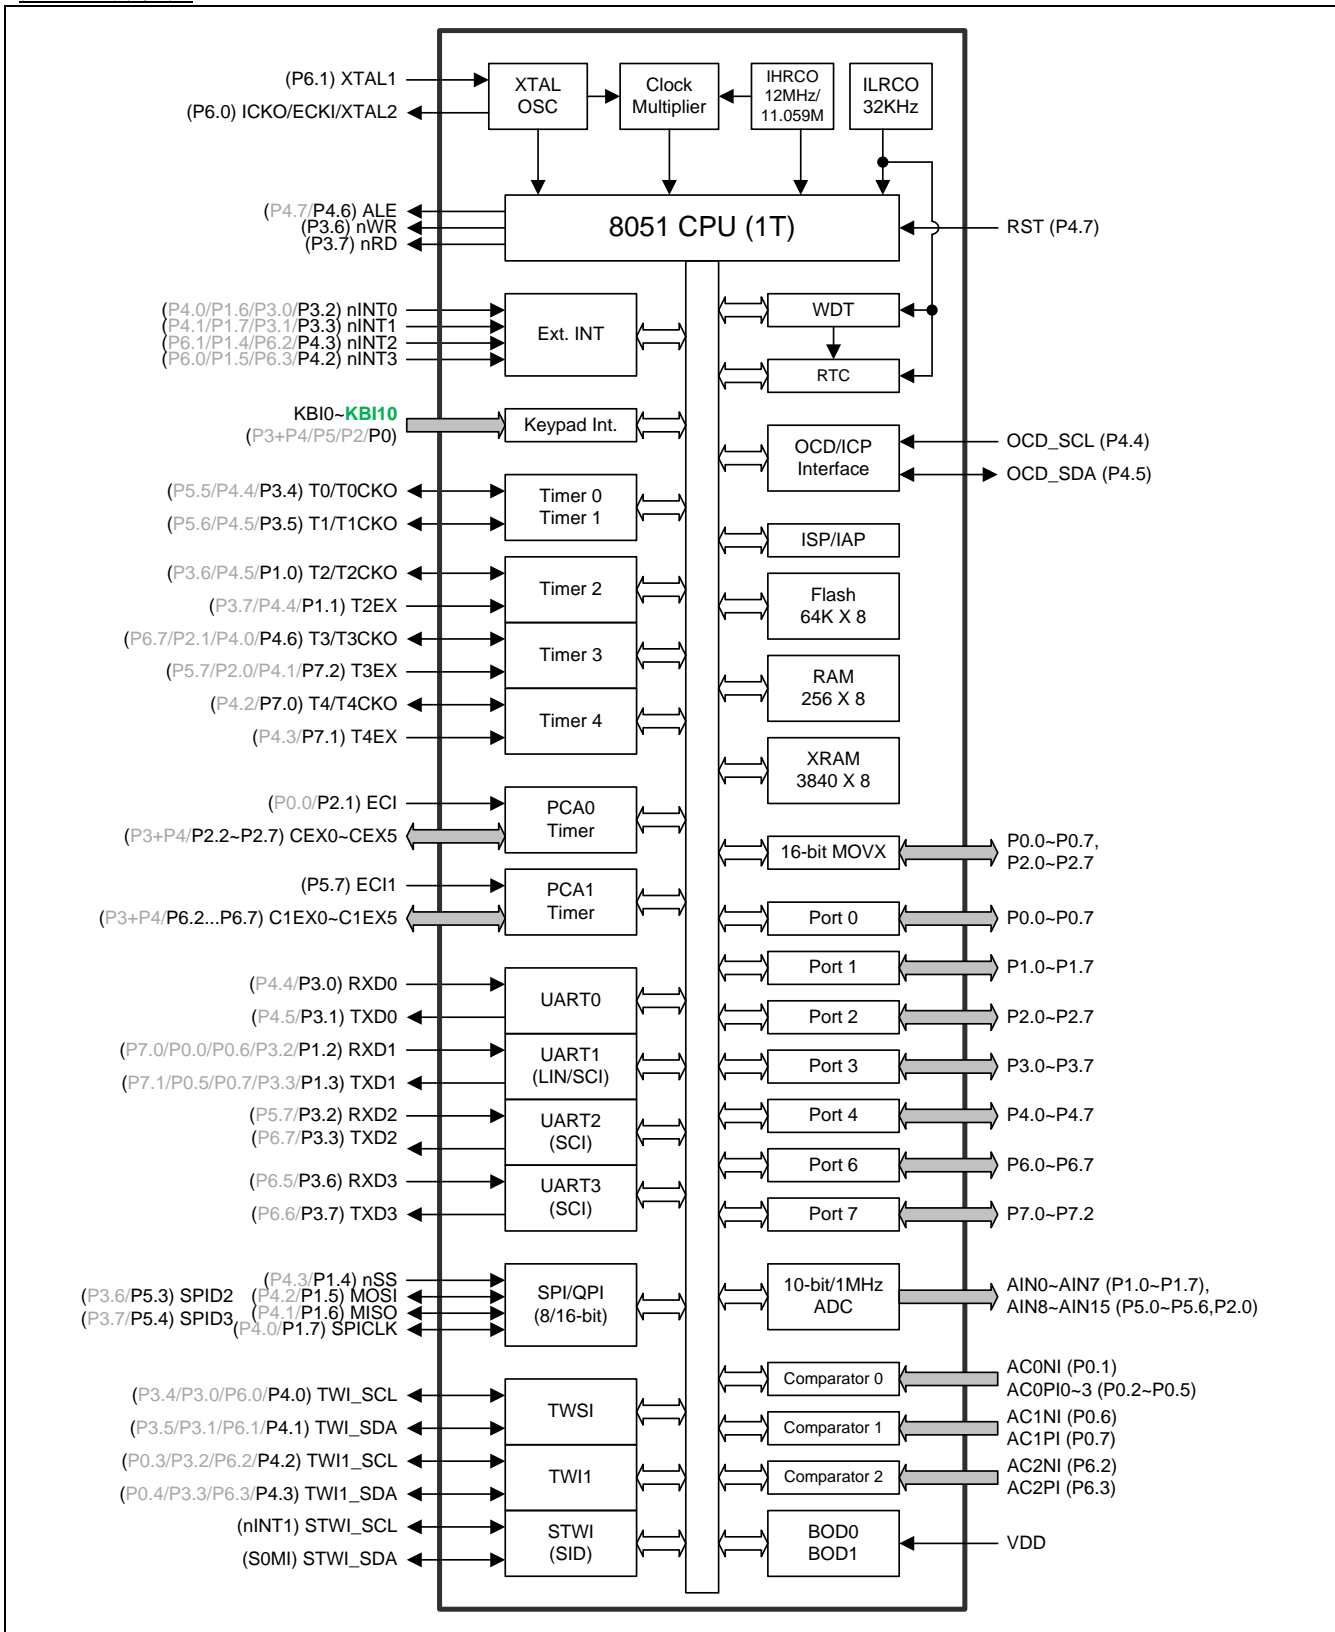 (P6.1) XTAL1
(P6.0) ICKO/ECKI/XTAL2
XTAL
OSC
Clock
Multiplier
IHRCO
12MHz/
11.059M
ILRCO
32KHz
(P4.7/P4.6) ALE
(P3.6) nWR
(P3.7) nRD
8051 CPU (1T)
RST (P4.7)
(P4.0/P1.6/P3.0/P3.2) nINT0
(P4.1/P1.7/P3.1/P3.3) nINT1
(P6.1/P1.4/P6.2/P4.3) nINT2
(P6.0/P1.5/P6.3/P4.2) nINT3
Ext. INT
WDT
RTC
KBI0~KBI10
(P3+P4/P5/P2/P0)
Keypad Int.
OCD/ICP
Interface
OCD_SCL (P4.4)
OCD_SDA (P4.5)
(P5.5/P4.4/P3.4) T0/T0CKO
(P5.6/P4.5/P3.5) T1/T1CKO
Timer 0
Timer 1
ISP/IAP
(P3.6/P4.5/P1.0) T2/T2CKO
(P3.7/P4.4/P1.1) T2EX
Timer 2
Flash
64K X 8
(P6.7/P2.1/P4.0/P4.6) T3/T3CKO
(P5.7/P2.0/P4.1/P7.2) T3EX
Timer 3
RAM
256 X 8
(P4.2/P7.0) T4/T4CKO
(P4.3/P7.1) T4EX
Timer 4
XRAM
3840 X 8
(P0.0/P2.1) ECI
(P3+P4/P2.2~P2.7) CEX0~CEX5
PCA0
Timer
16-bit MOVX
P0.0~P0.7,
P2.0~P2.7
(P5.7) ECI1
(P3+P4/P6.2...P6.7) C1EX0~C1EX5
PCA1
Timer
Port 0
P0.0~P0.7
Port 1
P1.0~P1.7
(P4.4/P3.0) RXD0
(P4.5/P3.1) TXD0
UART0
Port 2
P2.0~P2.7
(P7.0/P0.0/P0.6/P3.2/P1.2) RXD1
(P7.1/P0.5/P0.7/P3.3/P1.3) TXD1
UART1
(LIN/SCI)
Port 3
P3.0~P3.7
(P5.7/P3.2) RXD2
(P6.7/P3.3) TXD2
UART2
(SCI)
Port 4
P4.0~P4.7
Port 6
P6.0~P6.7
(P6.5/P3.6) RXD3
(P6.6/P3.7) TXD3
UART3
(SCI)
Port 7
P7.0~P7.2
(P4.3/P1.4) nSS
(P3.6/P5.3) SPID2 (P4.2/P1.5) MOSI
(P3.7/P5.4) SPID3 (P4.1/P1.6) MISO
(P4.0/P1.7) SPICLK
SPI/QPI
(8/16-bit)
10-bit/1MHz
ADC
AIN0~AIN7 (P1.0~P1.7),
AIN8~AIN15 (P5.0~P5.6,P2.0)
(P3.4/P3.0/P6.0/P4.0) TWI_SCL
(P3.5/P3.1/P6.1/P4.1) TWI_SDA
TWSI
Comparator 0
AC0NI (P0.1)
AC0PI0~3 (P0.2~P0.5)
Comparator 1
AC1NI (P0.6)
AC1PI (P0.7)
(P0.3/P3.2/P6.2/P4.2) TWI1_SCL
(P0.4/P3.3/P6.3/P4.3) TWI1_SDA
TWI1
Comparator 2
AC2NI (P6.2)
AC2PI (P6.3)
(nINT1) STWI_SCL
(S0MI) STWI_SDA
STWI
(SID)
BOD0
BOD1
VDD